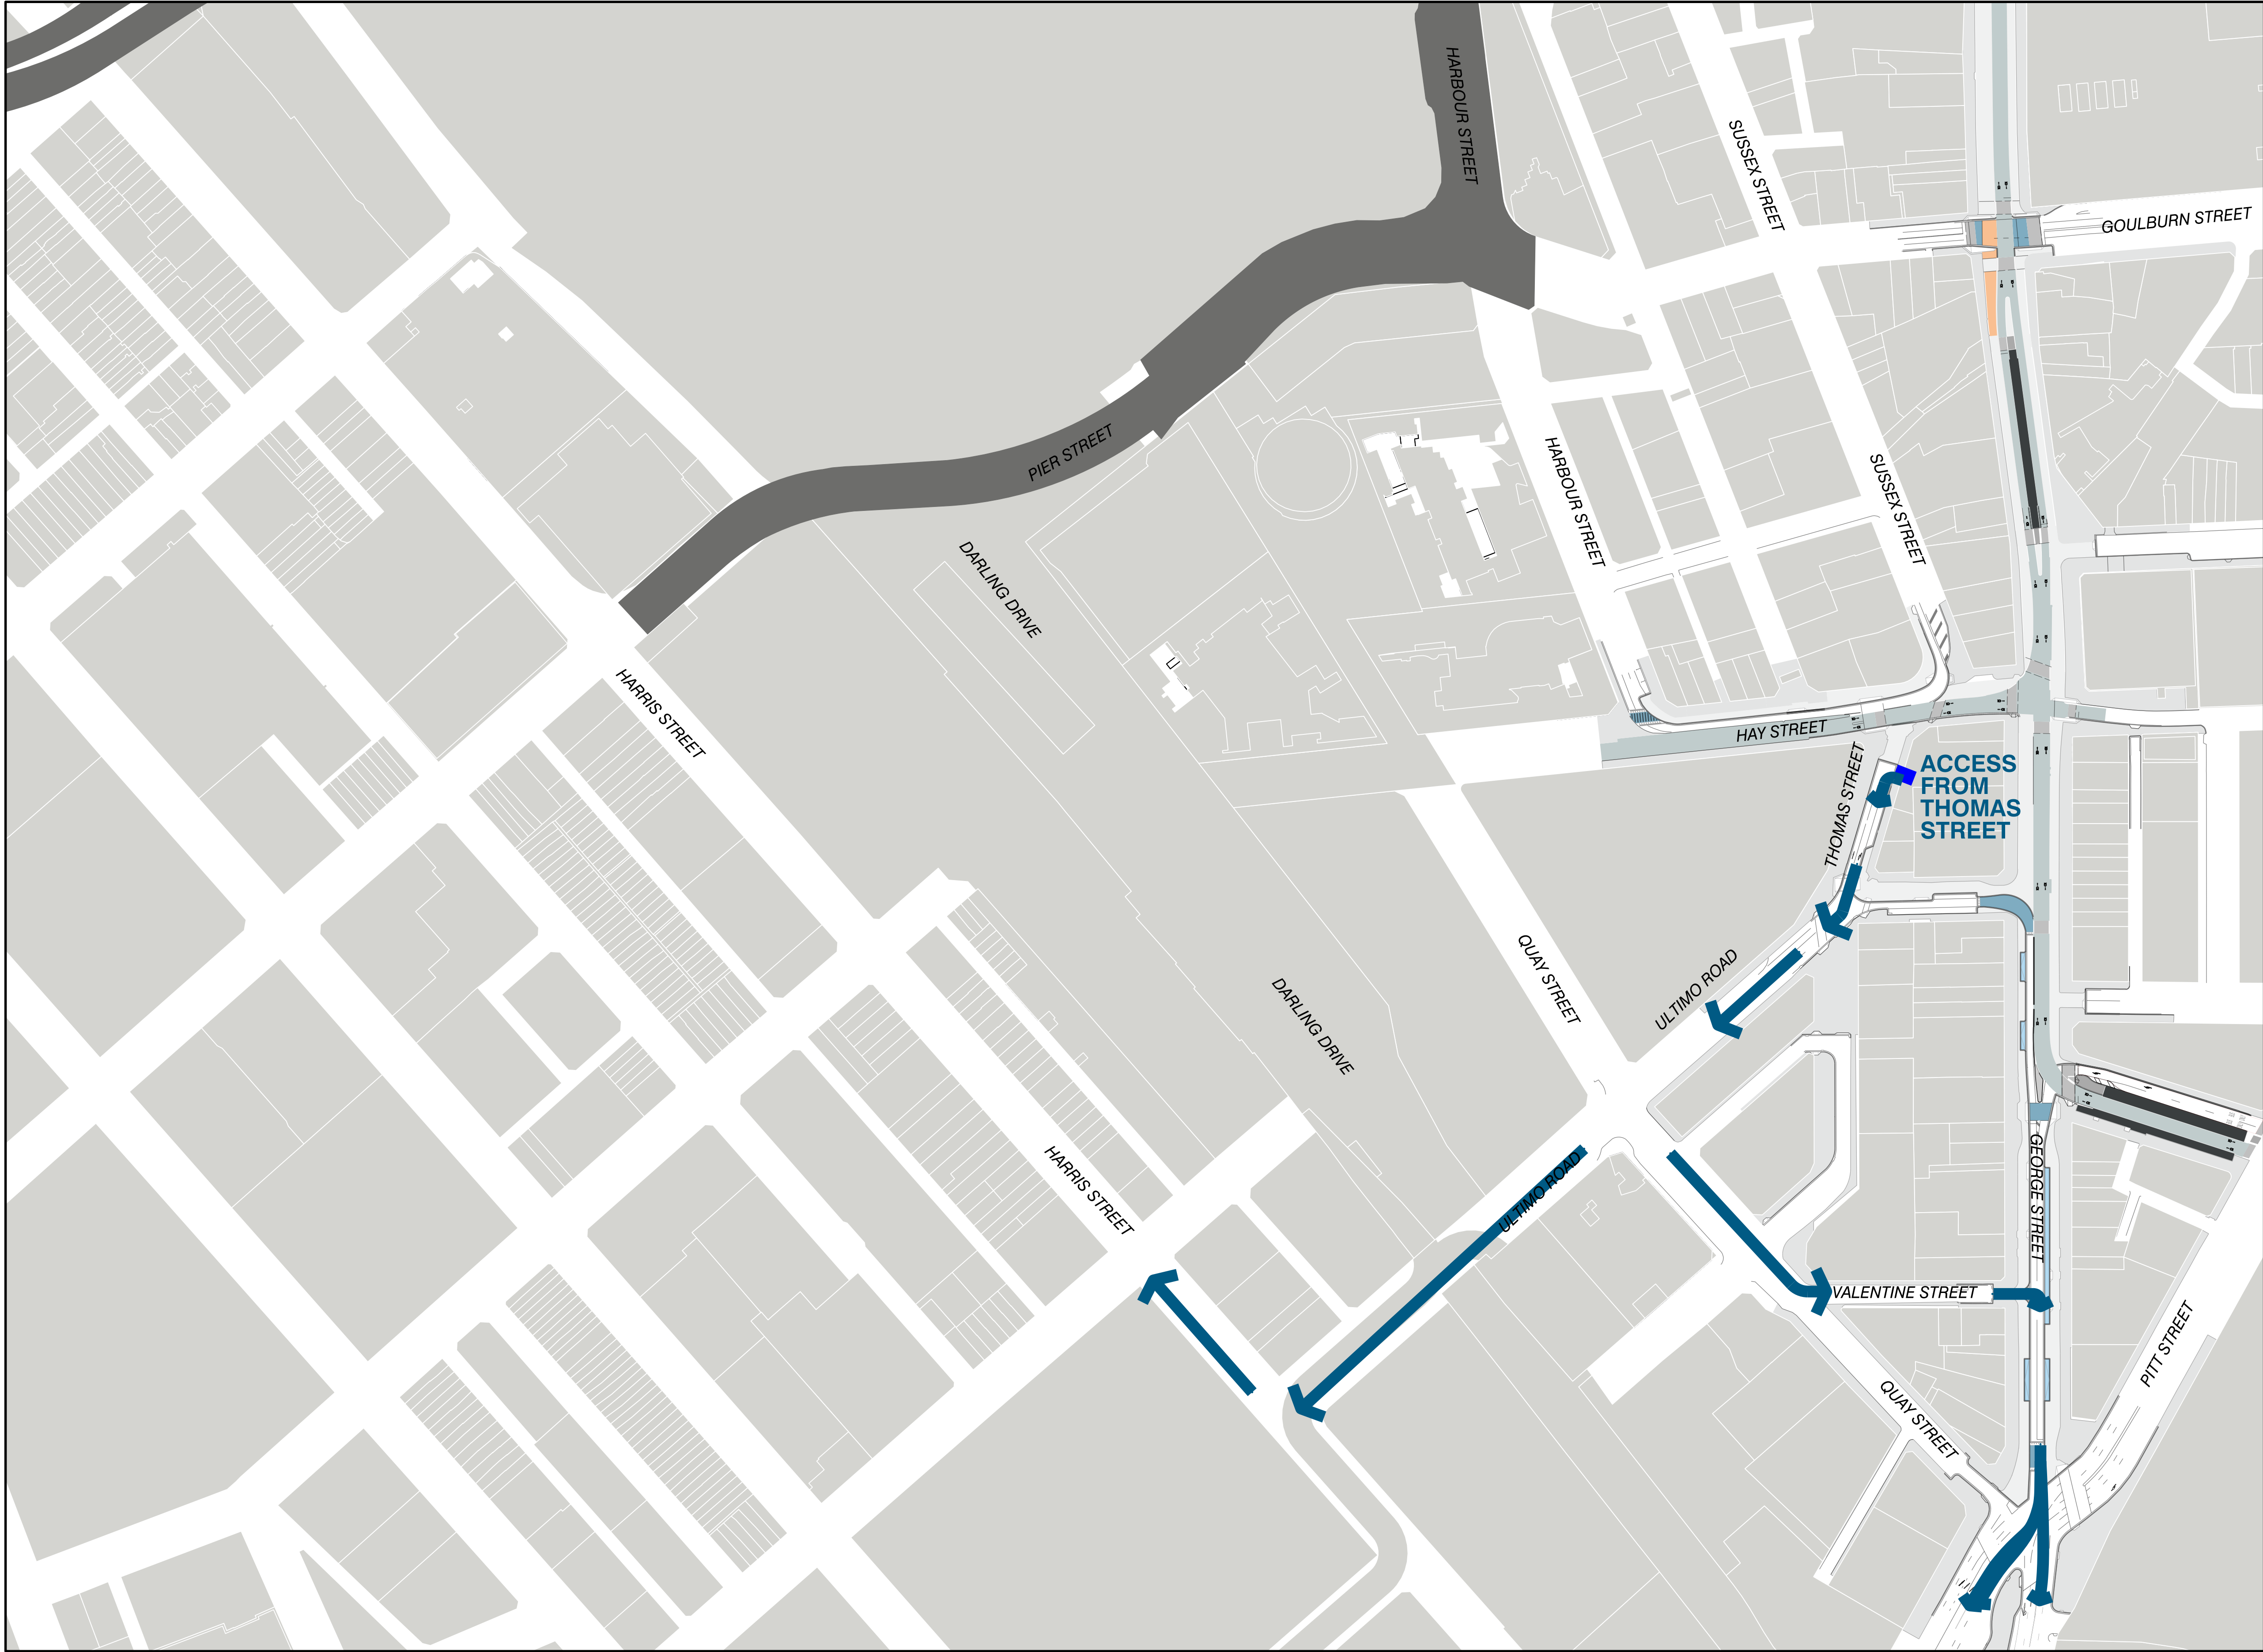 HARBOUR STREET
SUSSEX STREET
GOULBURN STREET
PIER STREET
HARBOUR STREET
SUSSEX STREET
DARLING DRIVE
HARRIS STREET
HAY STREET
THOMAS STREET
ACCESS
FROM
THOMAS
STREET
QUAY STREET
ULTIMO ROAD
DARLING DRIVE
HARRIS STREET
ULTIMO ROAD
GEORGE STREET
VALENTINE STREET
PITT STREET
QUAY STREET